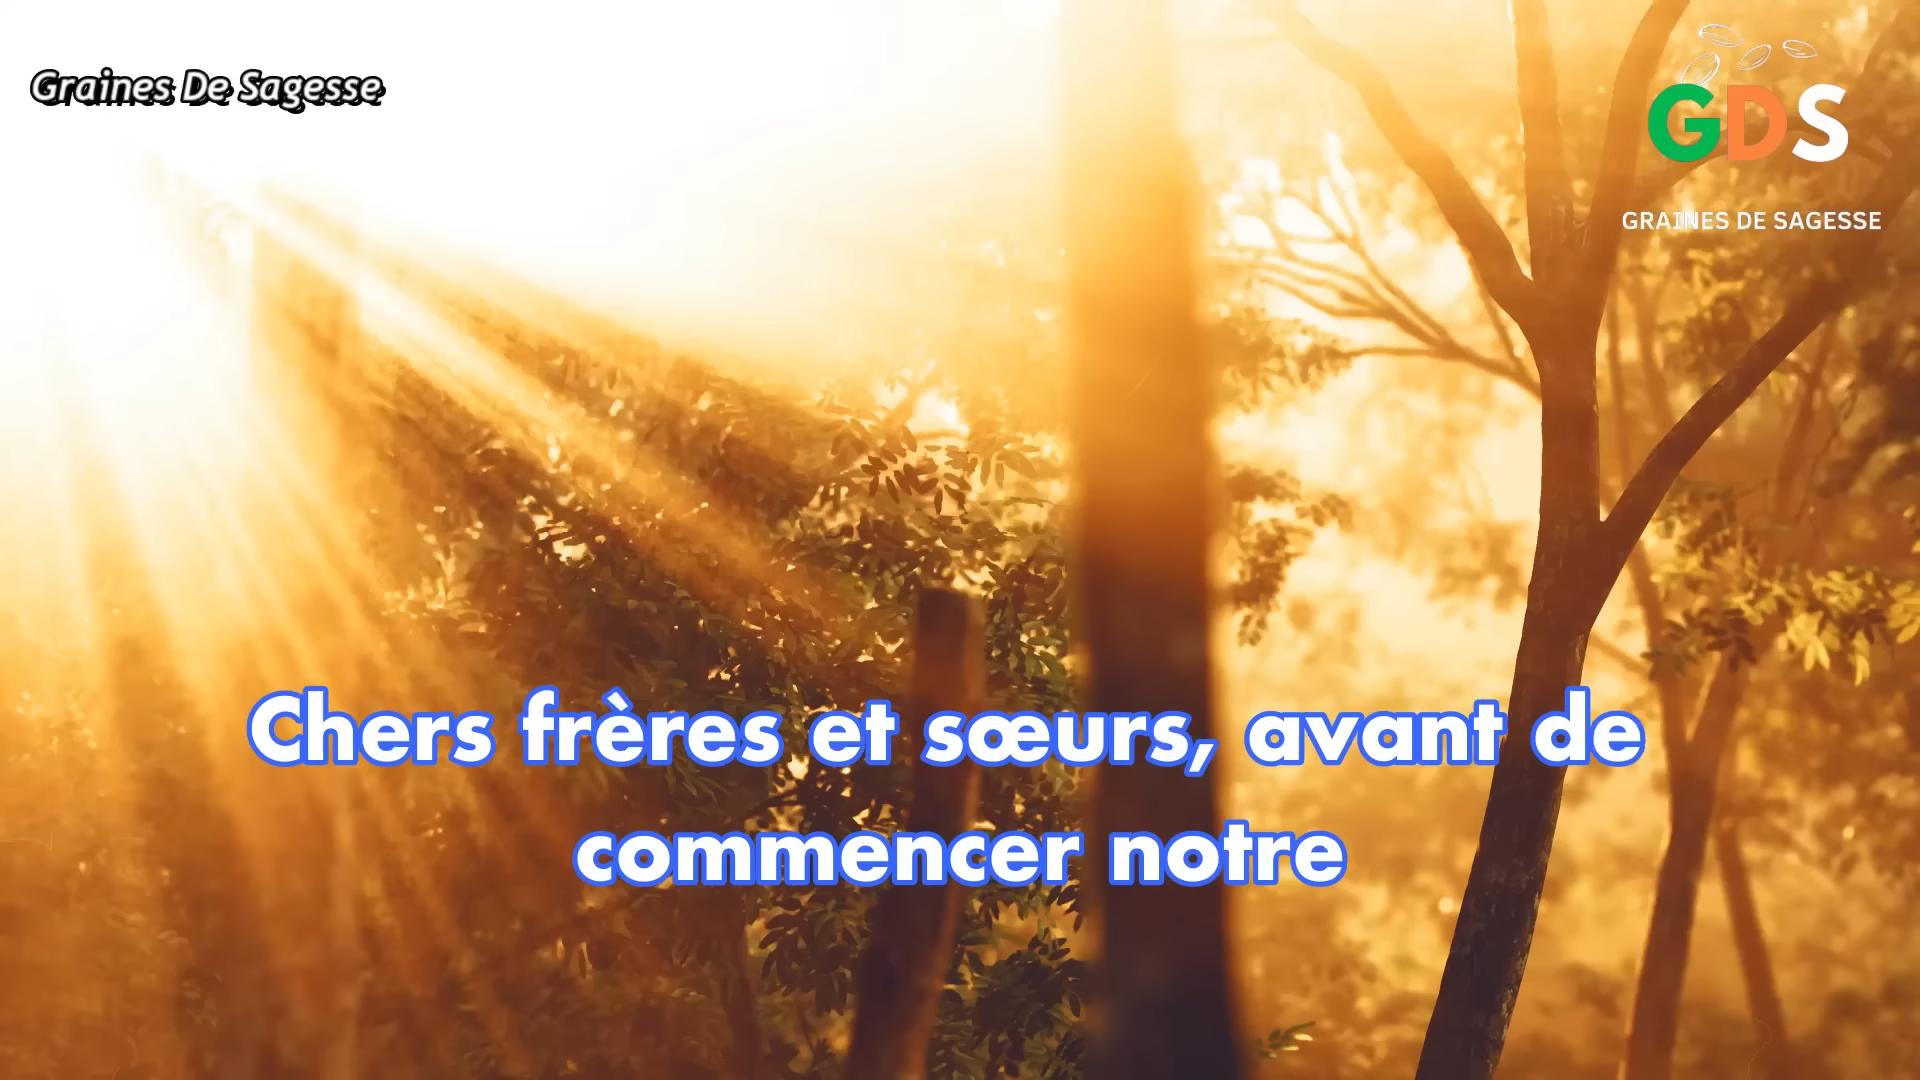 Graines De Sagesse
GDS
GRAINES DE SAGESSE
Chers frères et sœurs, avant de
commencer notre